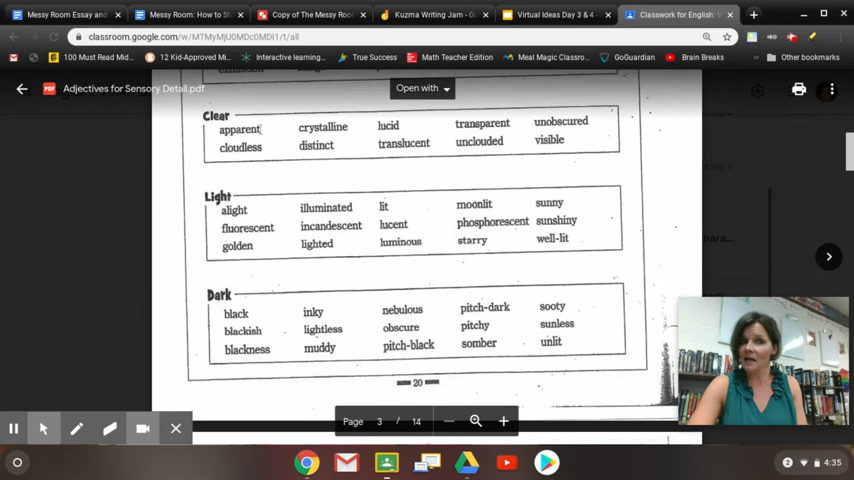 Messy Room Essay and
Messy Room: How to St
Copy of The Messy Room
Kuzma Writing Jam - G
Virtual Ideas Day 3 & 4 -
Classwork for English: V
classroom.google.com/w/MTMyMjU0MDc0MDI1/t/all
100 Must Read Mid...
12 Kid-Approved Mi...
Interactive learning...
True Success
Math Teacher Edition
Meal Magic Classro...
GoGuardian
Brain Breaks
Other bookmarks
PDF
Adjectives for Sensory Detail.pdf
Open with
Clear
apparent crystalline lucid transparent unobscured
cloudless distinct translucent unclouded visible
Light
alight illuminated lit moonlit sunny
fluorescent incandescent lucent phosphorescent sunshiny
golden lighted luminous starry well-lit
Dark
black inky nebulous pitch-dark sooty
blackish lightless obscure pitchy sunless
blackness muddy pitch-black somber unlit
20
Page 3 / 14
2
4:35